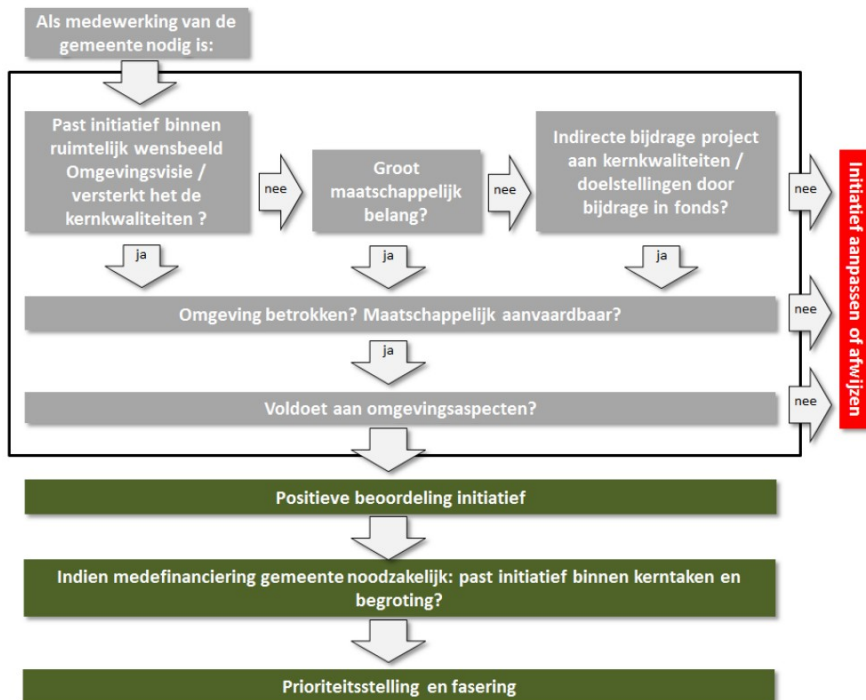 Als medewerking van de
gemeente nodig is:
Past initiatief binnen
ruimtelijk wensbeeld
Omgevingsvisie /
versterkt het de
kernkwaliteiten ?
nee
Groot
maatschappelijk
belang?
nee
Indirecte bijdrage project
aan kernkwaliteiten /
doelstellingen door
bijdrage in fonds?
nee
Initiatief aanpassen of afwijzen
ja
ja
ja
Omgeving betrokken? Maatschappelijk aanvaardbaar?
nee
ja
Voldoet aan omgevingsaspecten?
nee
Positieve beoordeling initiatief
Indien medefinanciering gemeente noodzakelijk: past initiatief binnen kerntaken en
begroting?
Prioriteitsstelling en fasering